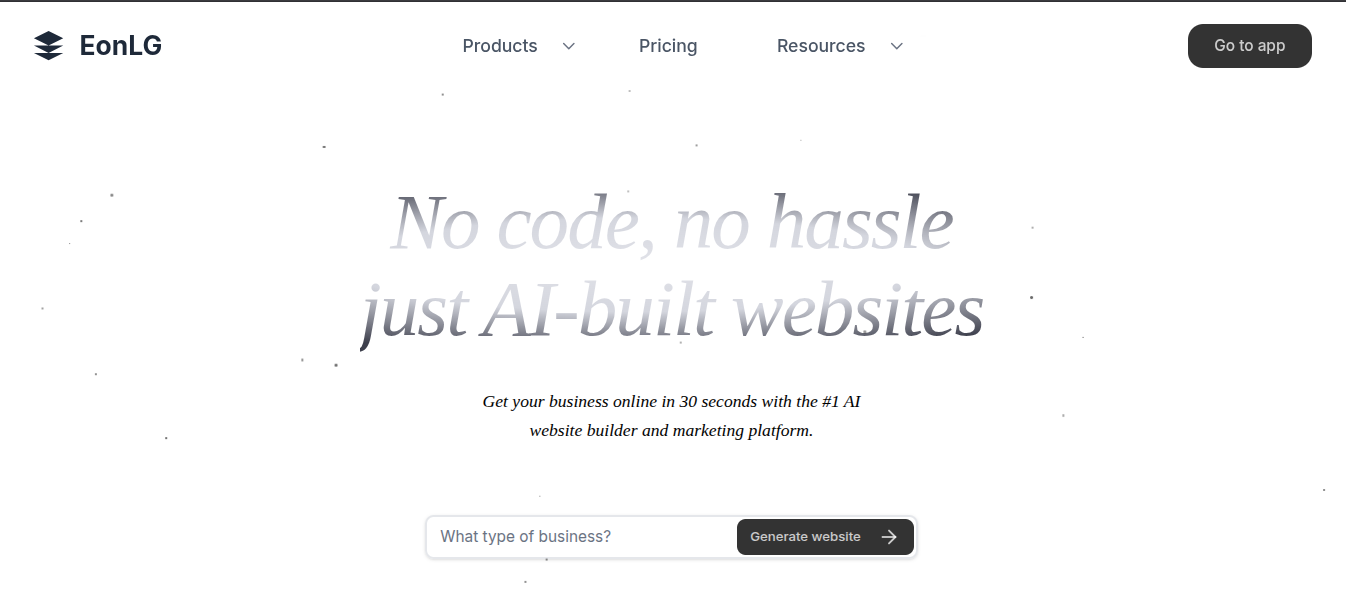 EonLG
Products
Pricing
Resources
Go to app
No code, no hassle
just AI-built websites
Get your business online in 30 seconds with the #1 AI
website builder and marketing platform.
What type of business?
Generate website